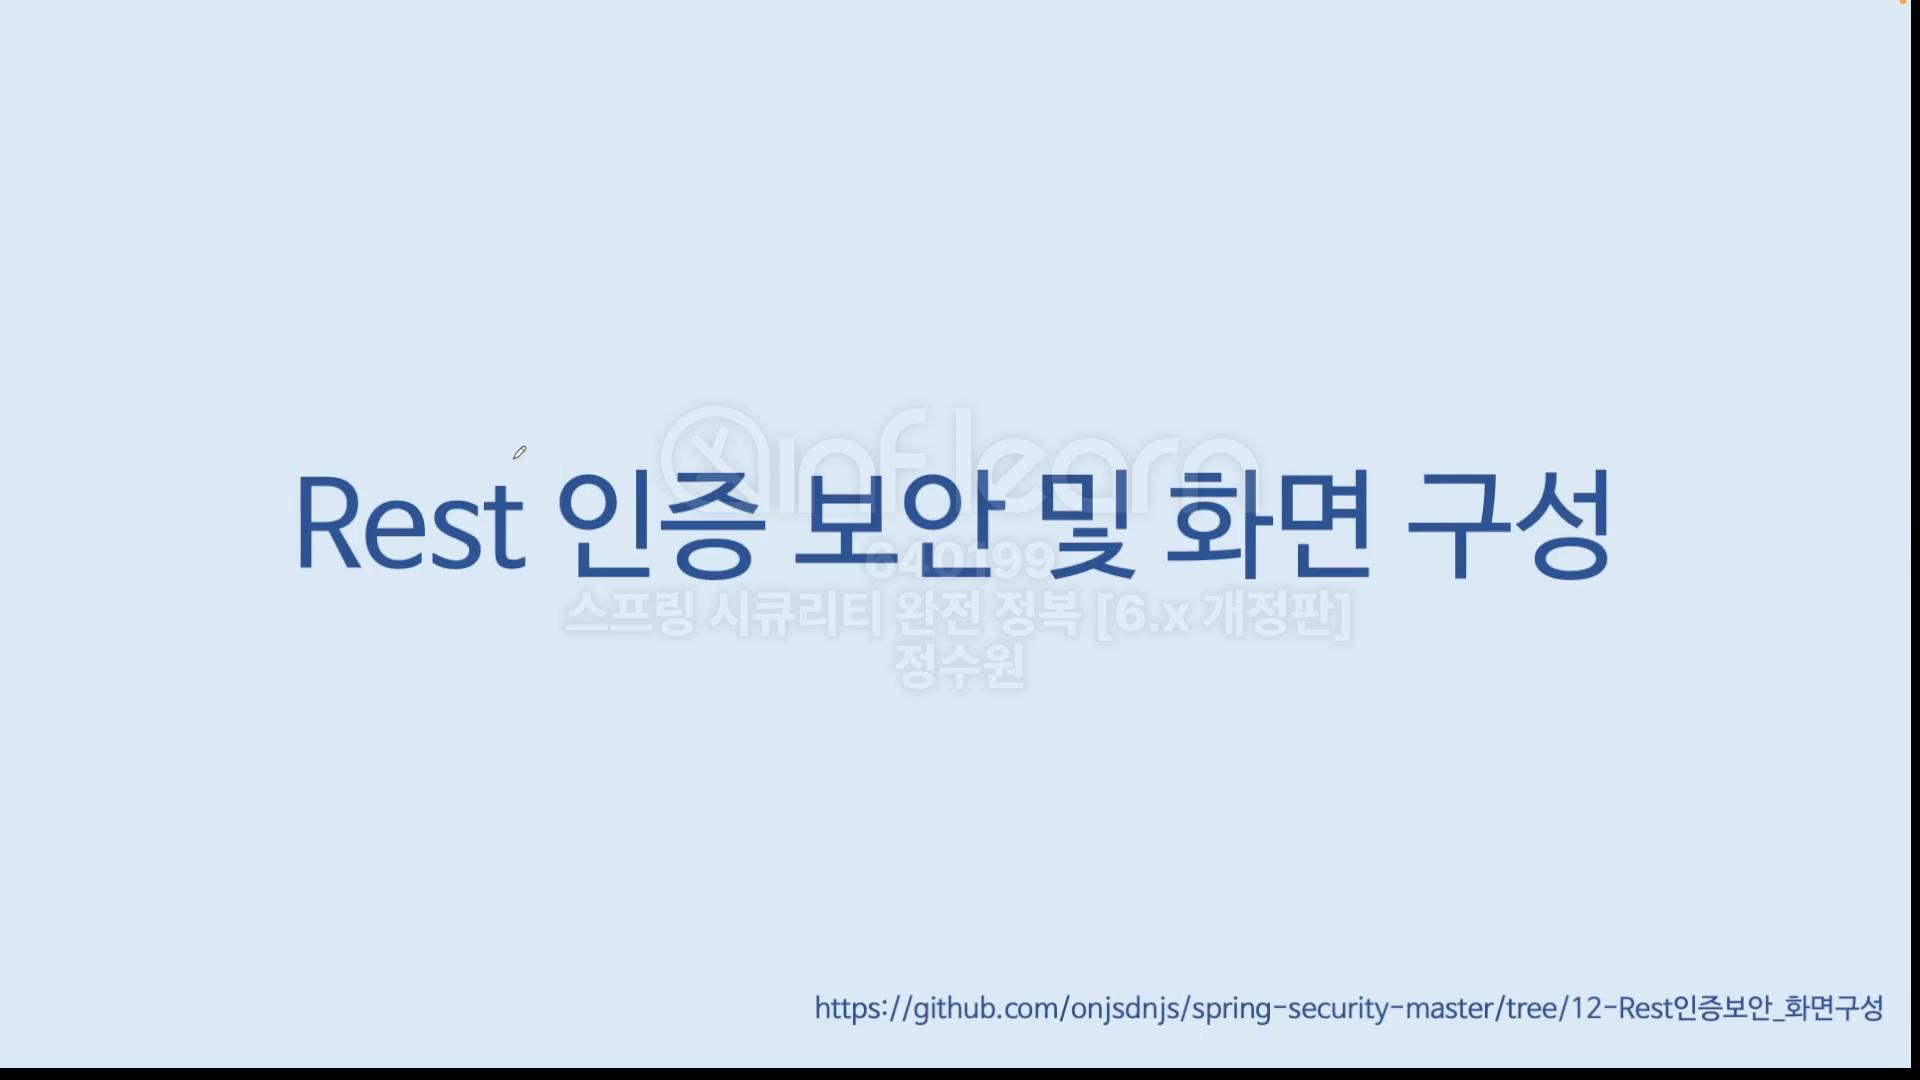 Rest 인증 보안 및 화면 구성
inflearn
640199
스프링 시큐리티 완전 정복 [6.x 개정판]
정수원
https://github.com/onjsdnjs/spring-security-master/tree/12-Rest인증보안_화면구성